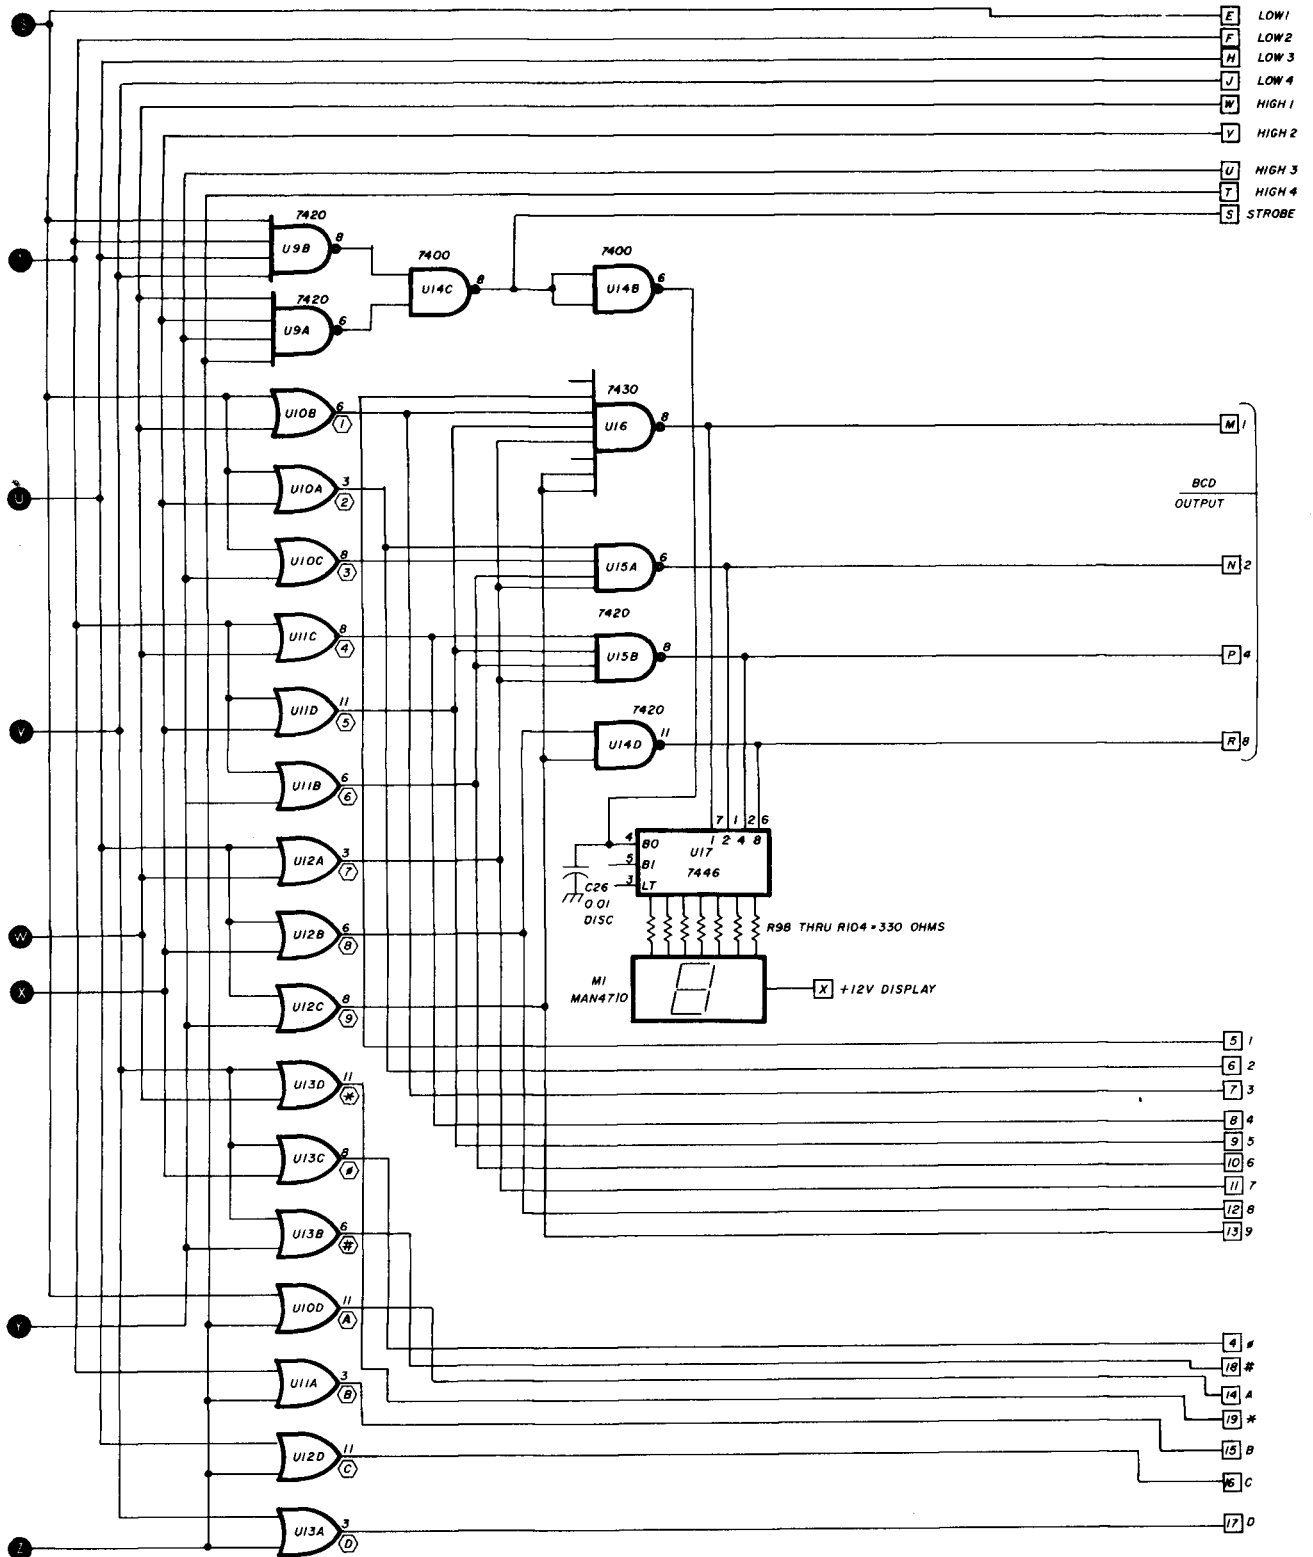 S
E LOW1
F LOW2
H LOW 3
J LOW 4
W HIGH 1
V HIGH 2
U HIGH 3
T HIGH 4
S STROBE
7420
U9B
8
7400
U14C
8
7400
U14B
6
7420
U9A
6
U10B
6
1
7430
U16
8
M 1
U
U10A
3
2
BCD
OUTPUT
U10C
8
3
U15A
6
N 2
7420
U11C
8
4
U15B
8
P 4
U11D
11
5
7420
V
U14D
11
R 8
U11B
6
6
7 1 2 6
4 BO
1 2 4 8
U17
5 BI
7446
3 LT
U12A
3
7
C26
0.01
DISC
U12B
6
8
W
R98 THRU R104=330 OHMS
X
U12C
8
9
M1
MAN4710
X +12V DISPLAY
5 1
6 2
7 3
8 4
9 5
10 6
11 7
12 8
13 9
U13D
11
*
U13C
8
ø
U13B
6
#
U10D
11
A
Y
4 ø
18 #
14 A
19 *
15 B
16 C
U11A
3
B
U12D
11
C
U13A
3
D
17 D
Z